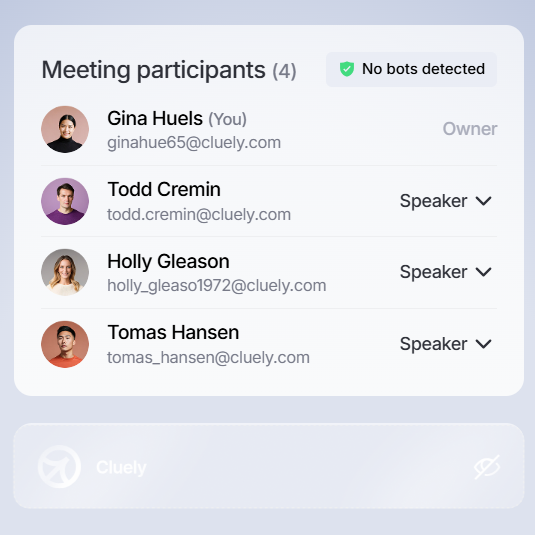 Meeting participants (4)
No bots detected
Gina Huels (You)
ginahue65@cluely.com
Owner
Todd Cremin
todd.cremin@cluely.com
Speaker
Holly Gleason
holly_gleaso1972@cluely.com
Speaker
Tomas Hansen
tomas_hansen@cluely.com
Speaker
Cluely